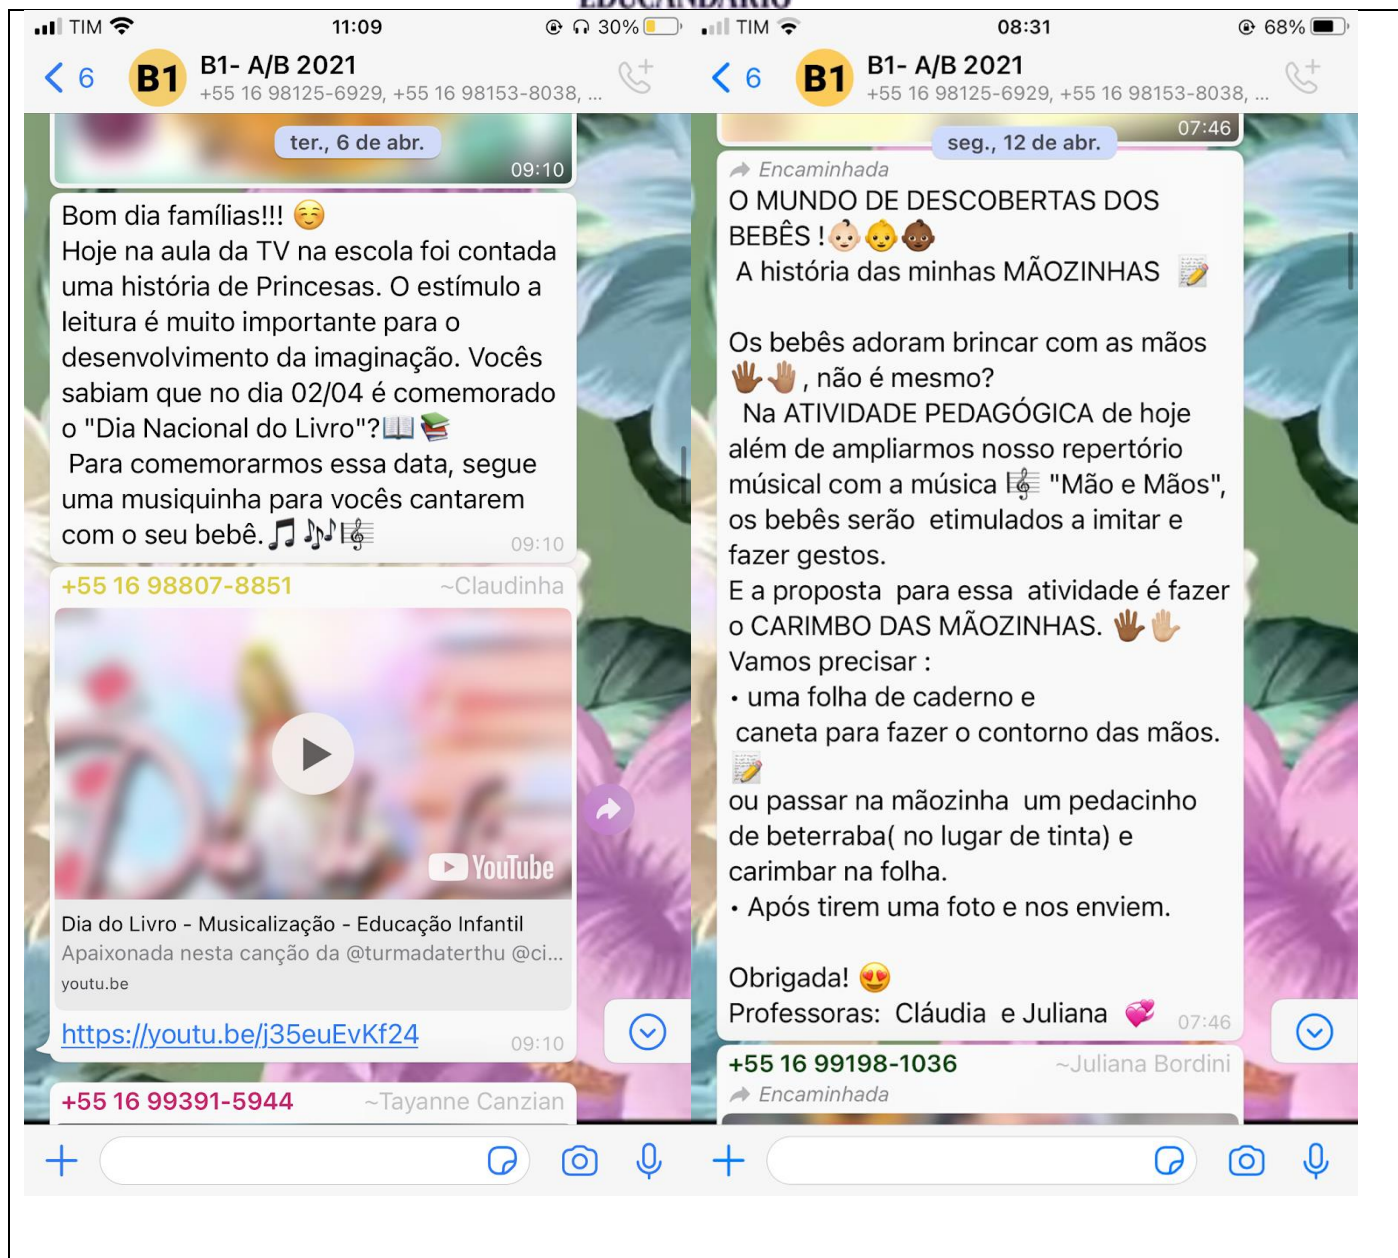 EDUCANDÁRIO
TIM
11:09
30%
6
B1
B1- A/B 2021
+55 16 98125-6929, +55 16 98153-8038, ...
ter., 6 de abr.
09:10
Bom dia famílias!!! ☺️
Hoje na aula da TV na escola foi contada
uma história de Princesas. O estímulo a
leitura é muito importante para o
desenvolvimento da imaginação. Vocês
sabiam que no dia 02/04 é comemorado
o "Dia Nacional do Livro"?📖📚
Para comemorarmos essa data, segue
uma musiquinha para vocês cantarem
com o seu bebê.🎵🎶🎼
09:10
+55 16 98807-8851
~Claudinha
YouTube
Dia do Livro - Musicalização - Educação Infantil
Apaixonada nesta canção da @turmadaterthu @ci...
youtu.be
https://youtu.be/j35euEvKf24
09:10
+55 16 99391-5944
~Tayanne Canzian
TIM
08:31
68%
6
B1
B1- A/B 2021
+55 16 98125-6929, +55 16 98153-8038, ...
07:46
seg., 12 de abr.
Encaminhada
O MUNDO DE DESCOBERTAS DOS
BEBÊS !👶🏻👶👶🏾
A história das minhas MÃOZINHAS 📝
Os bebês adoram brincar com as mãos
🖐🏾🤚🏼, não é mesmo?
Na ATIVIDADE PEDAGÓGICA de hoje
além de ampliarmos nosso repertório
músical com a música 🎼 "Mão e Mãos",
os bebês serão etimulados a imitar e
fazer gestos.
E a proposta para essa atividade é fazer
o CARIMBO DAS MÃOZINHAS. 🖐🏾🖐🏼
Vamos precisar :
• uma folha de caderno e
caneta para fazer o contorno das mãos.
📝
ou passar na mãozinha um pedacinho
de beterraba( no lugar de tinta) e
carimbar na folha.
• Após tirem uma foto e nos enviem.
Obrigada! 😍
Professoras: Cláudia e Juliana 💞
07:46
+55 16 99198-1036
~Juliana Bordini
Encaminhada